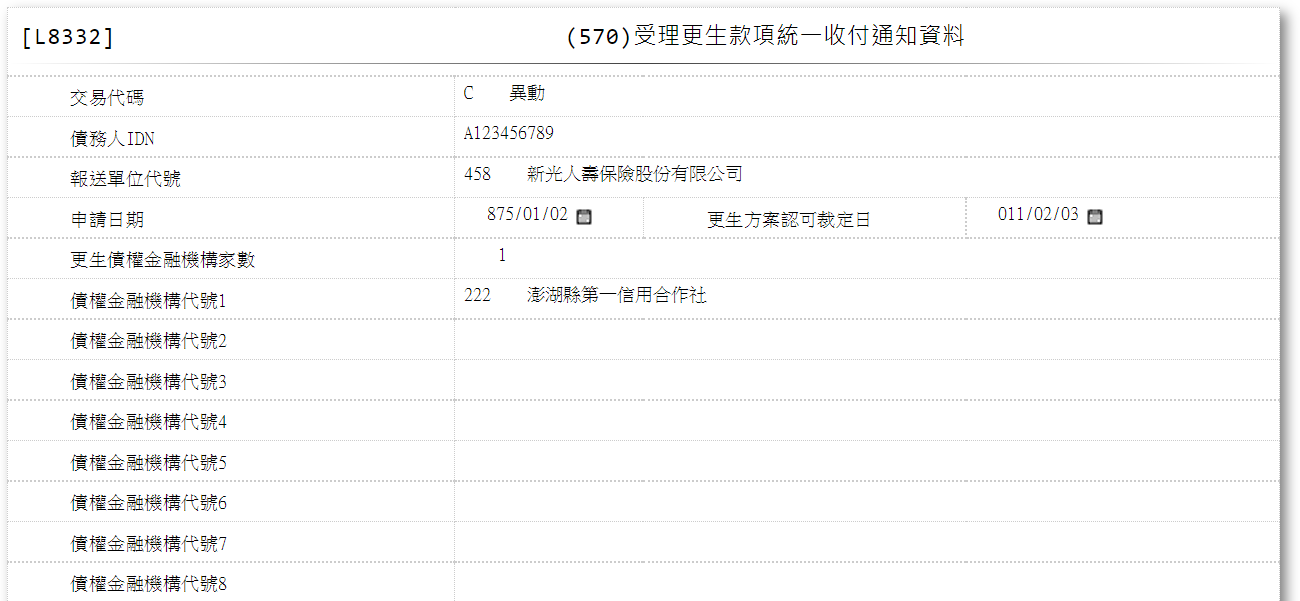 [L8332] (570)受理更生款項統一收付通知資料
交易代碼 C 異動
債務人IDN A123456789
報送單位代號 458 新光人壽保險股份有限公司
申請日期 875/01/02 更生方案認可裁定日 011/02/03
更生債權金融機構家數 1
債權金融機構代號1 222 澎湖縣第一信用合作社
債權金融機構代號2
債權金融機構代號3
債權金融機構代號4
債權金融機構代號5
債權金融機構代號6
債權金融機構代號7
債權金融機構代號8